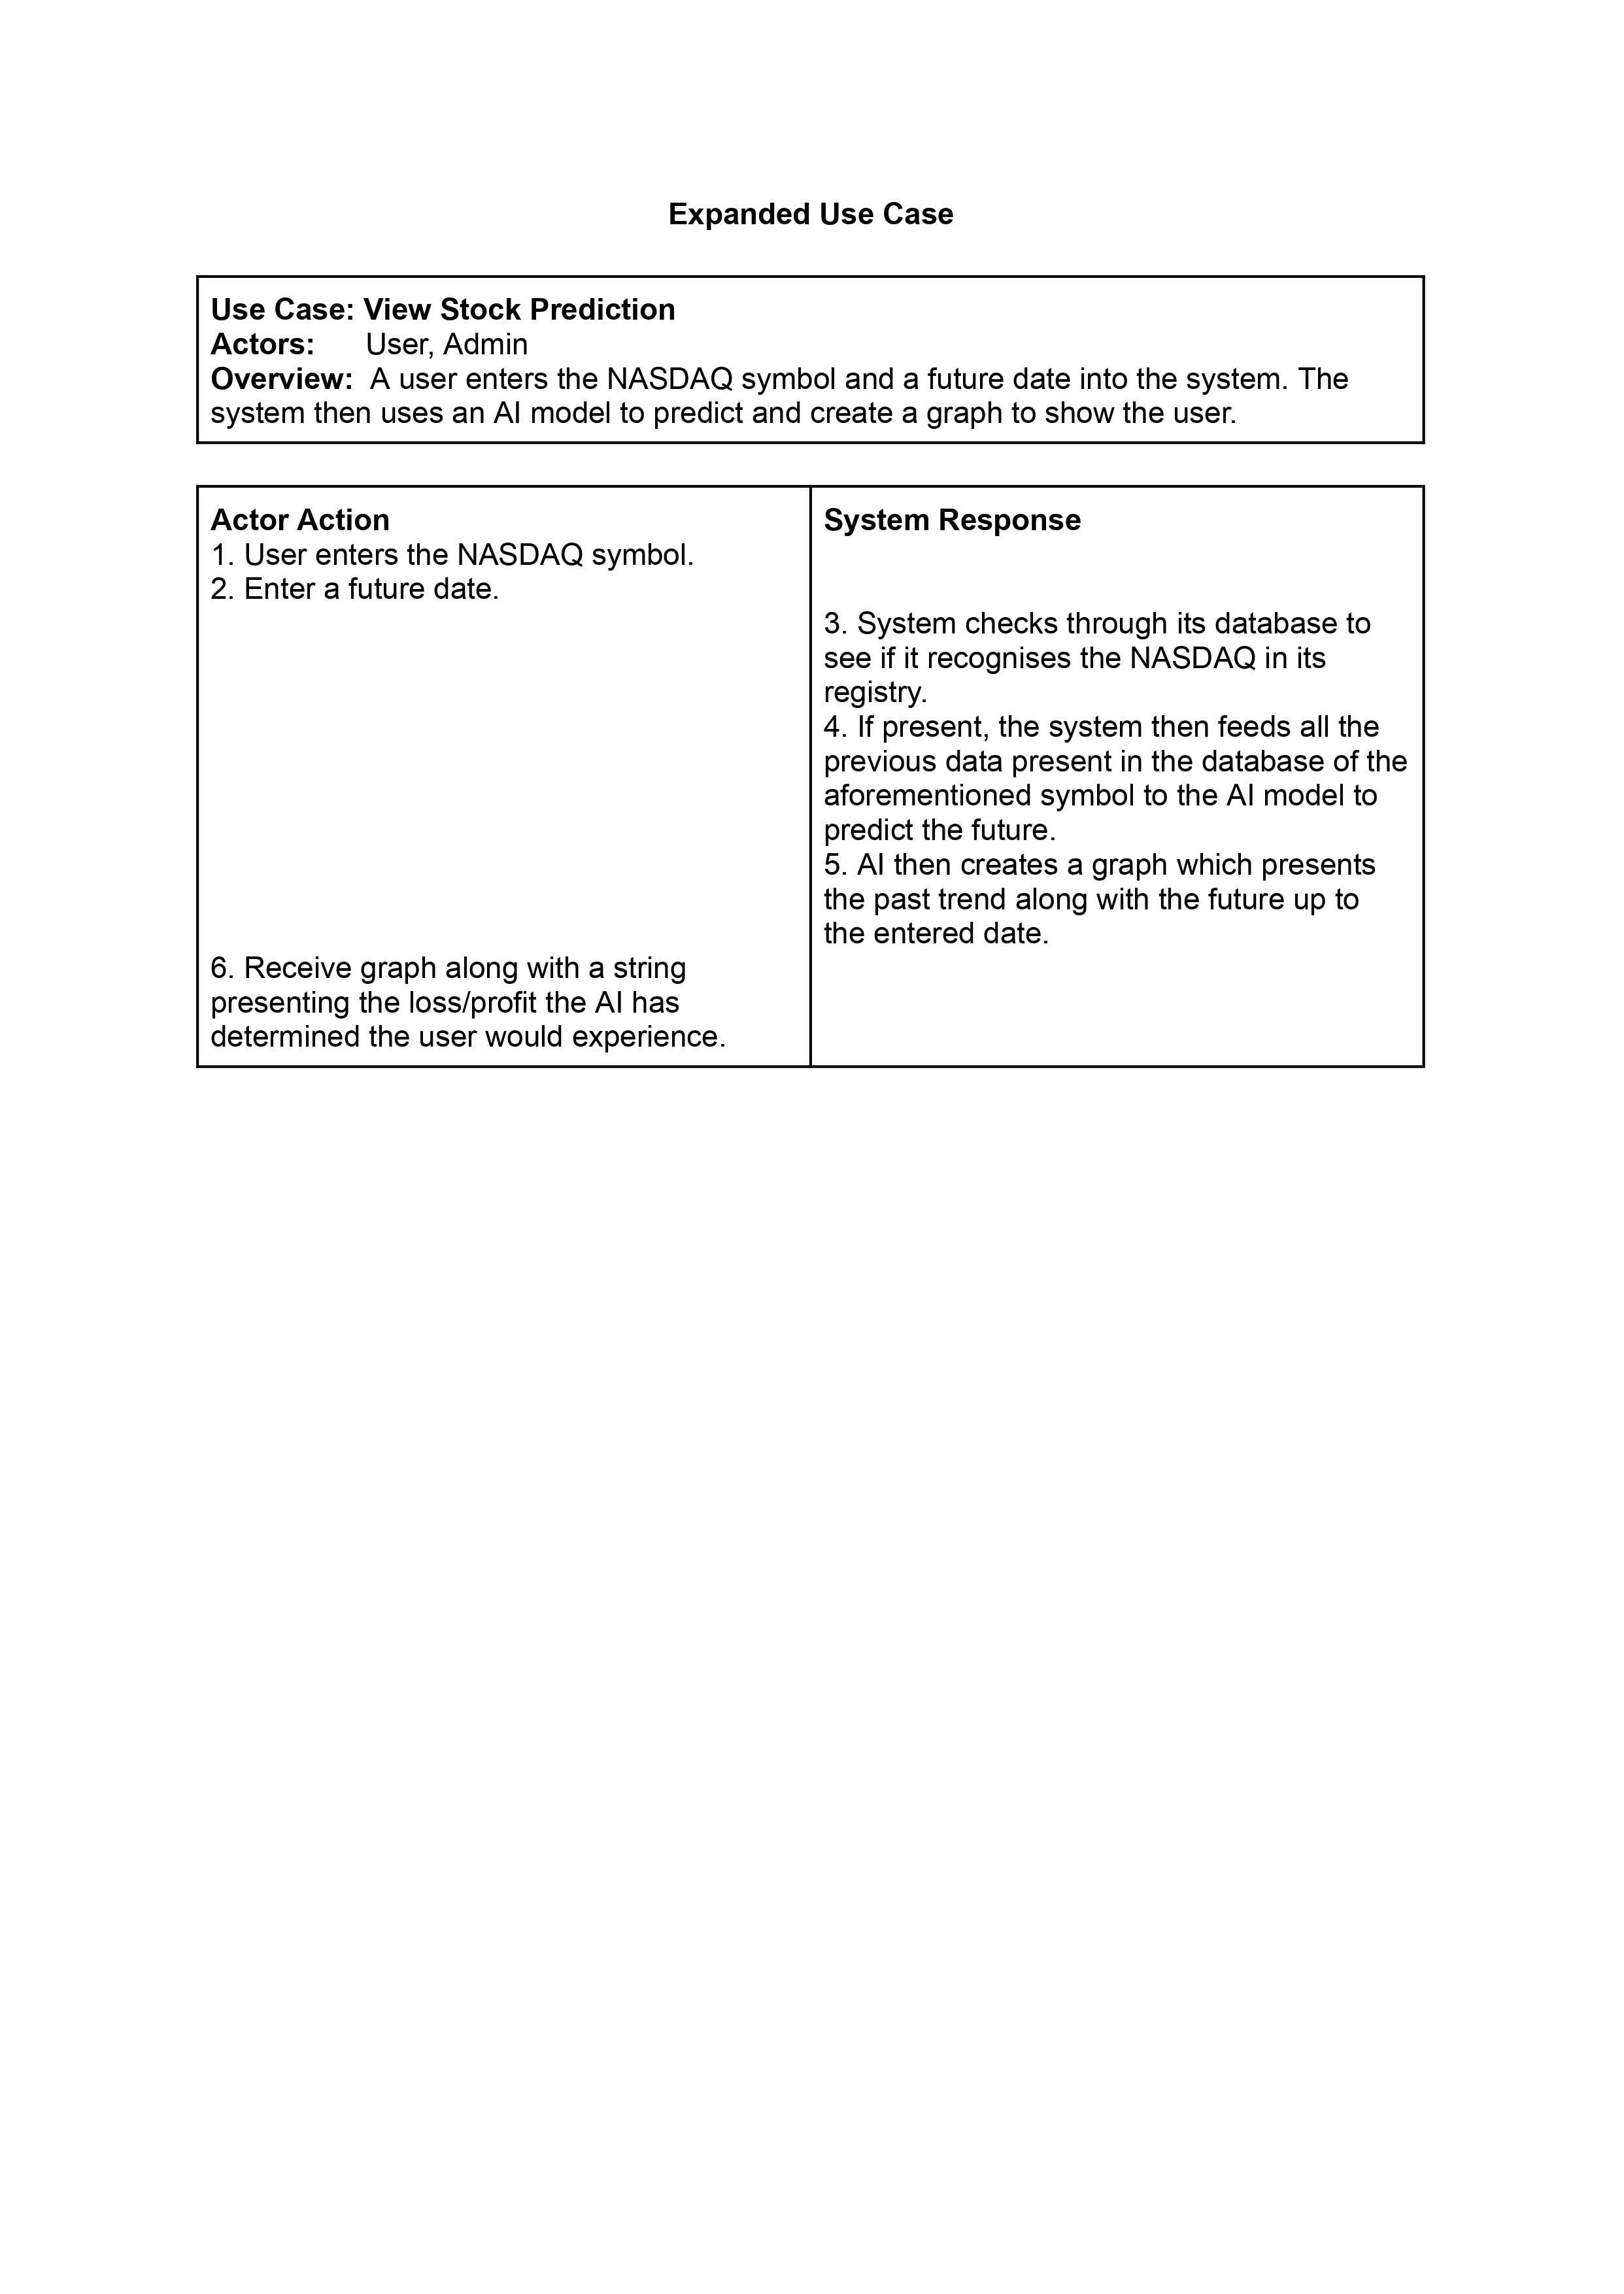 Expanded Use Case
Use Case: View Stock Prediction
Actors: User, Admin
Overview: A user enters the NASDAQ symbol and a future date into the system. The
system then uses an AI model to predict and create a graph to show the user.
Actor Action
1. User enters the NASDAQ symbol.
2. Enter a future date.
System Response
3. System checks through its database to
see if it recognises the NASDAQ in its
registry.
4. If present, the system then feeds all the
previous data present in the database of the
aforementioned symbol to the AI model to
predict the future.
5. AI then creates a graph which presents
the past trend along with the future up to
the entered date.
6. Receive graph along with a string
presenting the loss/profit the AI has
determined the user would experience.